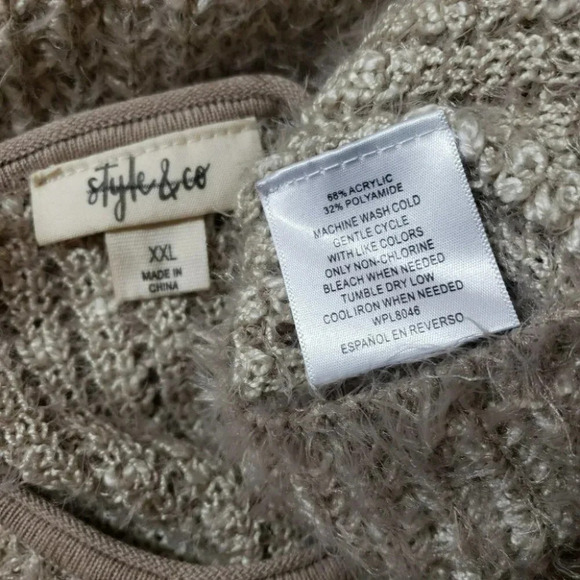 style & co
XXL
MADE IN
CHINA
68% ACRYLIC
32% POLYAMIDE
MACHINE WASH COLD
GENTLE CYCLE
WITH LIKE COLORS
ONLY NON-CHLORINE
BLEACH WHEN NEEDED
TUMBLE DRY LOW
COOL IRON WHEN NEEDED
WPL8046
ESPAÑOL EN REVERSO